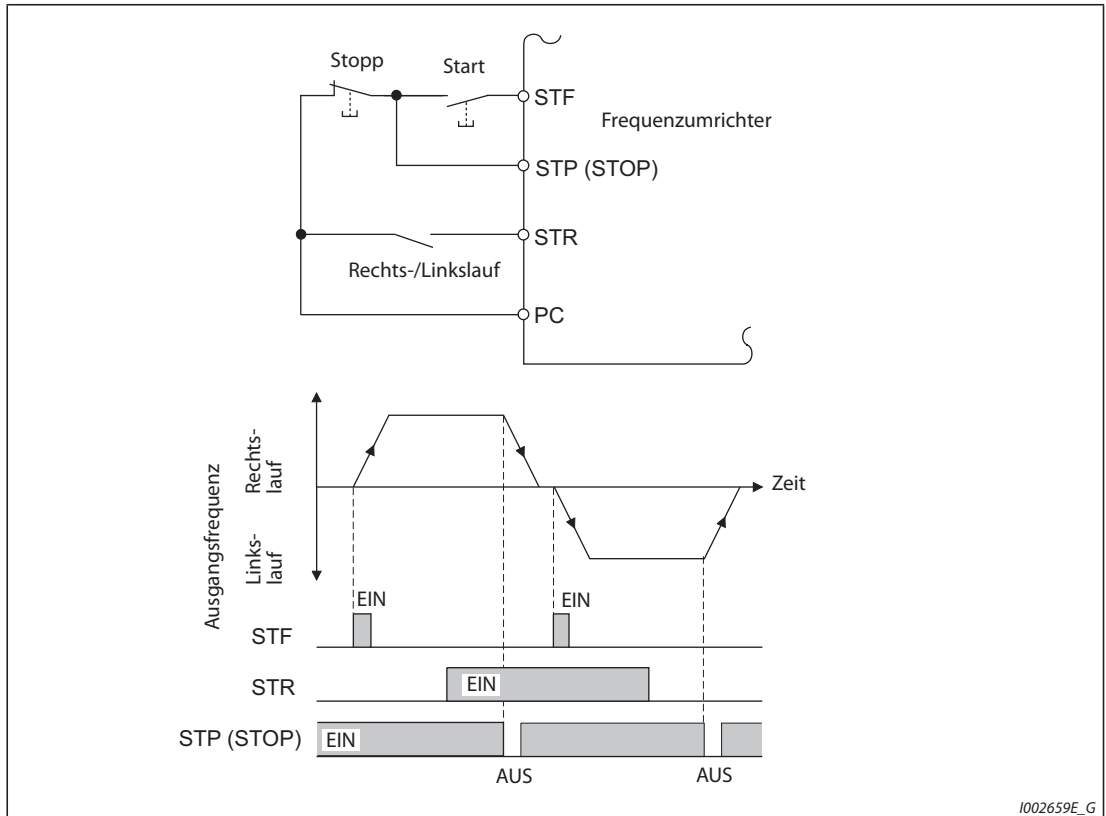 Stopp
Start
STF
Frequenzumrichter
STP (STOP)
STR
Rechts-/Linkslauf
PC
Ausgangsfrequenz
Rechts-
lauf
Links-
lauf
Zeit
EIN
EIN
STF
STR
EIN
STP (STOP)
EIN
AUS
AUS
I002659E_G